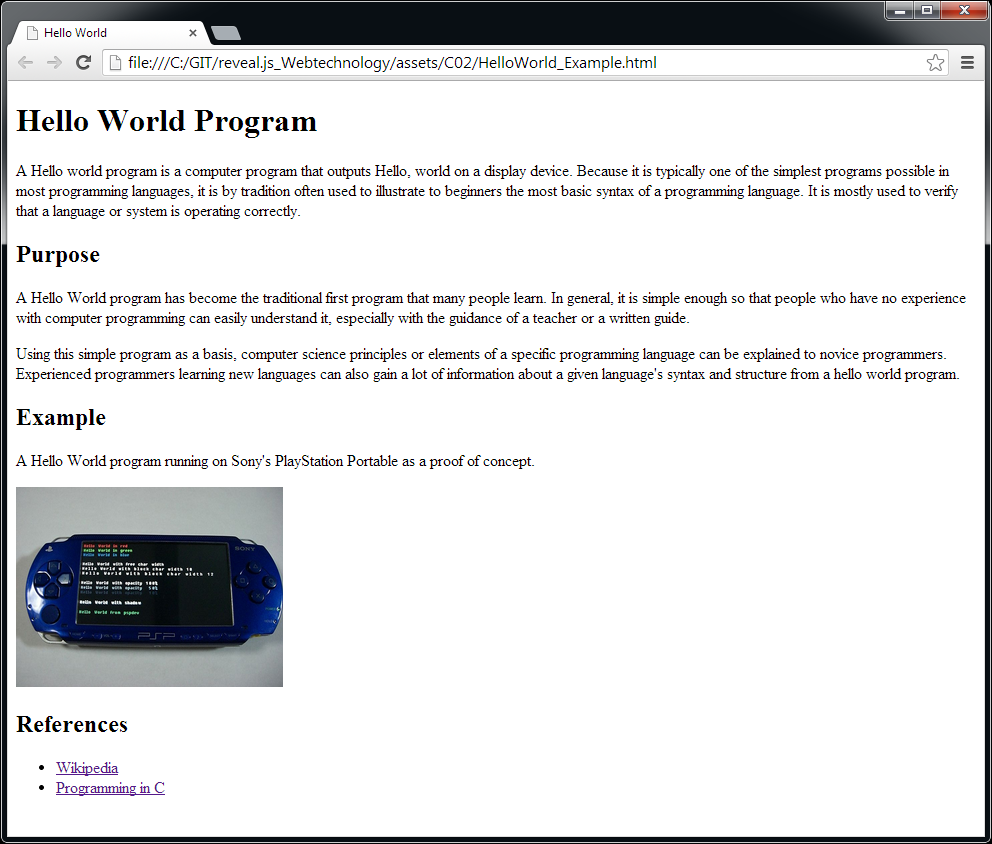 Hello World
file:///C:/GIT/reveal.js_Webtechnology/assets/C02/HelloWorld_Example.html
Hello World Program
A Hello world program is a computer program that outputs Hello, world on a display device. Because it is typically one of the simplest programs possible in
most programming languages, it is by tradition often used to illustrate to beginners the most basic syntax of a programming language. It is mostly used to verify
that a language or system is operating correctly.
Purpose
A Hello World program has become the traditional first program that many people learn. In general, it is simple enough so that people who have no experience
with computer programming can easily understand it, especially with the guidance of a teacher or a written guide.
Using this simple program as a basis, computer science principles or elements of a specific programming language can be explained to novice programmers.
Experienced programmers learning new languages can also gain a lot of information about a given language's syntax and structure from a hello world program.
Example
A Hello World program running on Sony's PlayStation Portable as a proof of concept.
Hello World in red
Hello World in green
Hello World in blue
SONY
Hello World with free char width
Hello World with block char width 10
Hello World with block char width 12
Hello World with opacity 100%
Hello World with opacity 50%
Hello World with shadow
Hello World from pspdev
PSP
References
Wikipedia
Programming in C